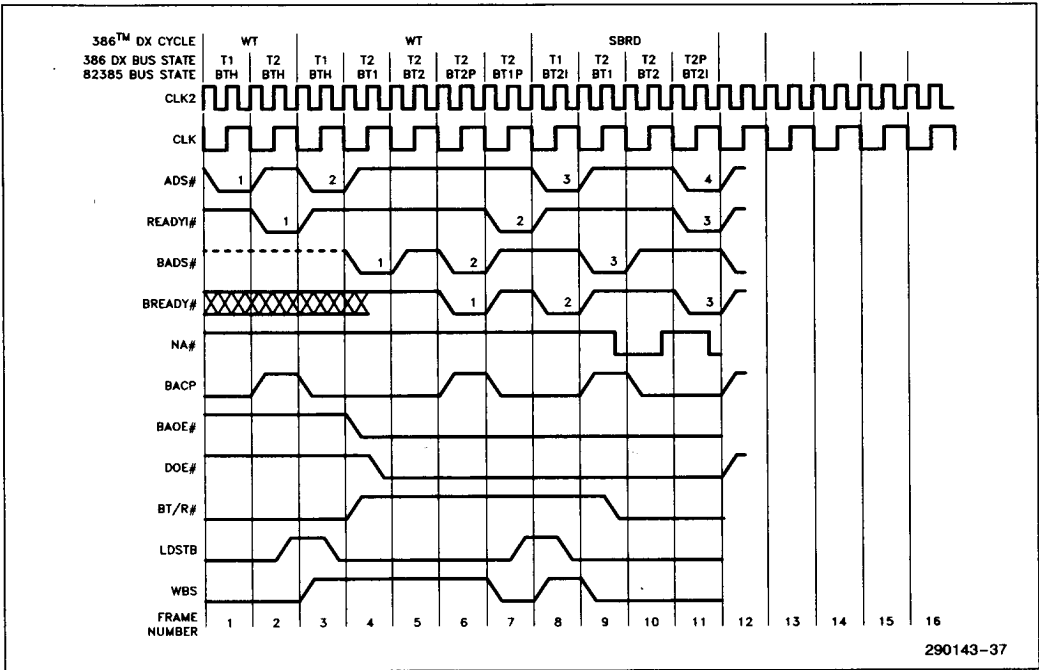 386™ DX CYCLE WT WT SBRD
386 DX BUS STATE T1 T2 T1 T2 T2 T2 T2 T1 T2 T2 T2P
82385 BUS STATE BTH BTH BTH BT1 BT2 BT2P BT1P BT2I BT1 BT2 BT2I
CLK2
CLK
ADS# 1 2 3 4
READYI# 1 2 3
BADS# 1 2 3
BREADY# 1 2 3
NA#
BACP
BAOE#
DOE#
BT/R#
LDSTB
WBS
FRAME NUMBER 1 2 3 4 5 6 7 8 9 10 11 12 13 14 15 16
290143-37